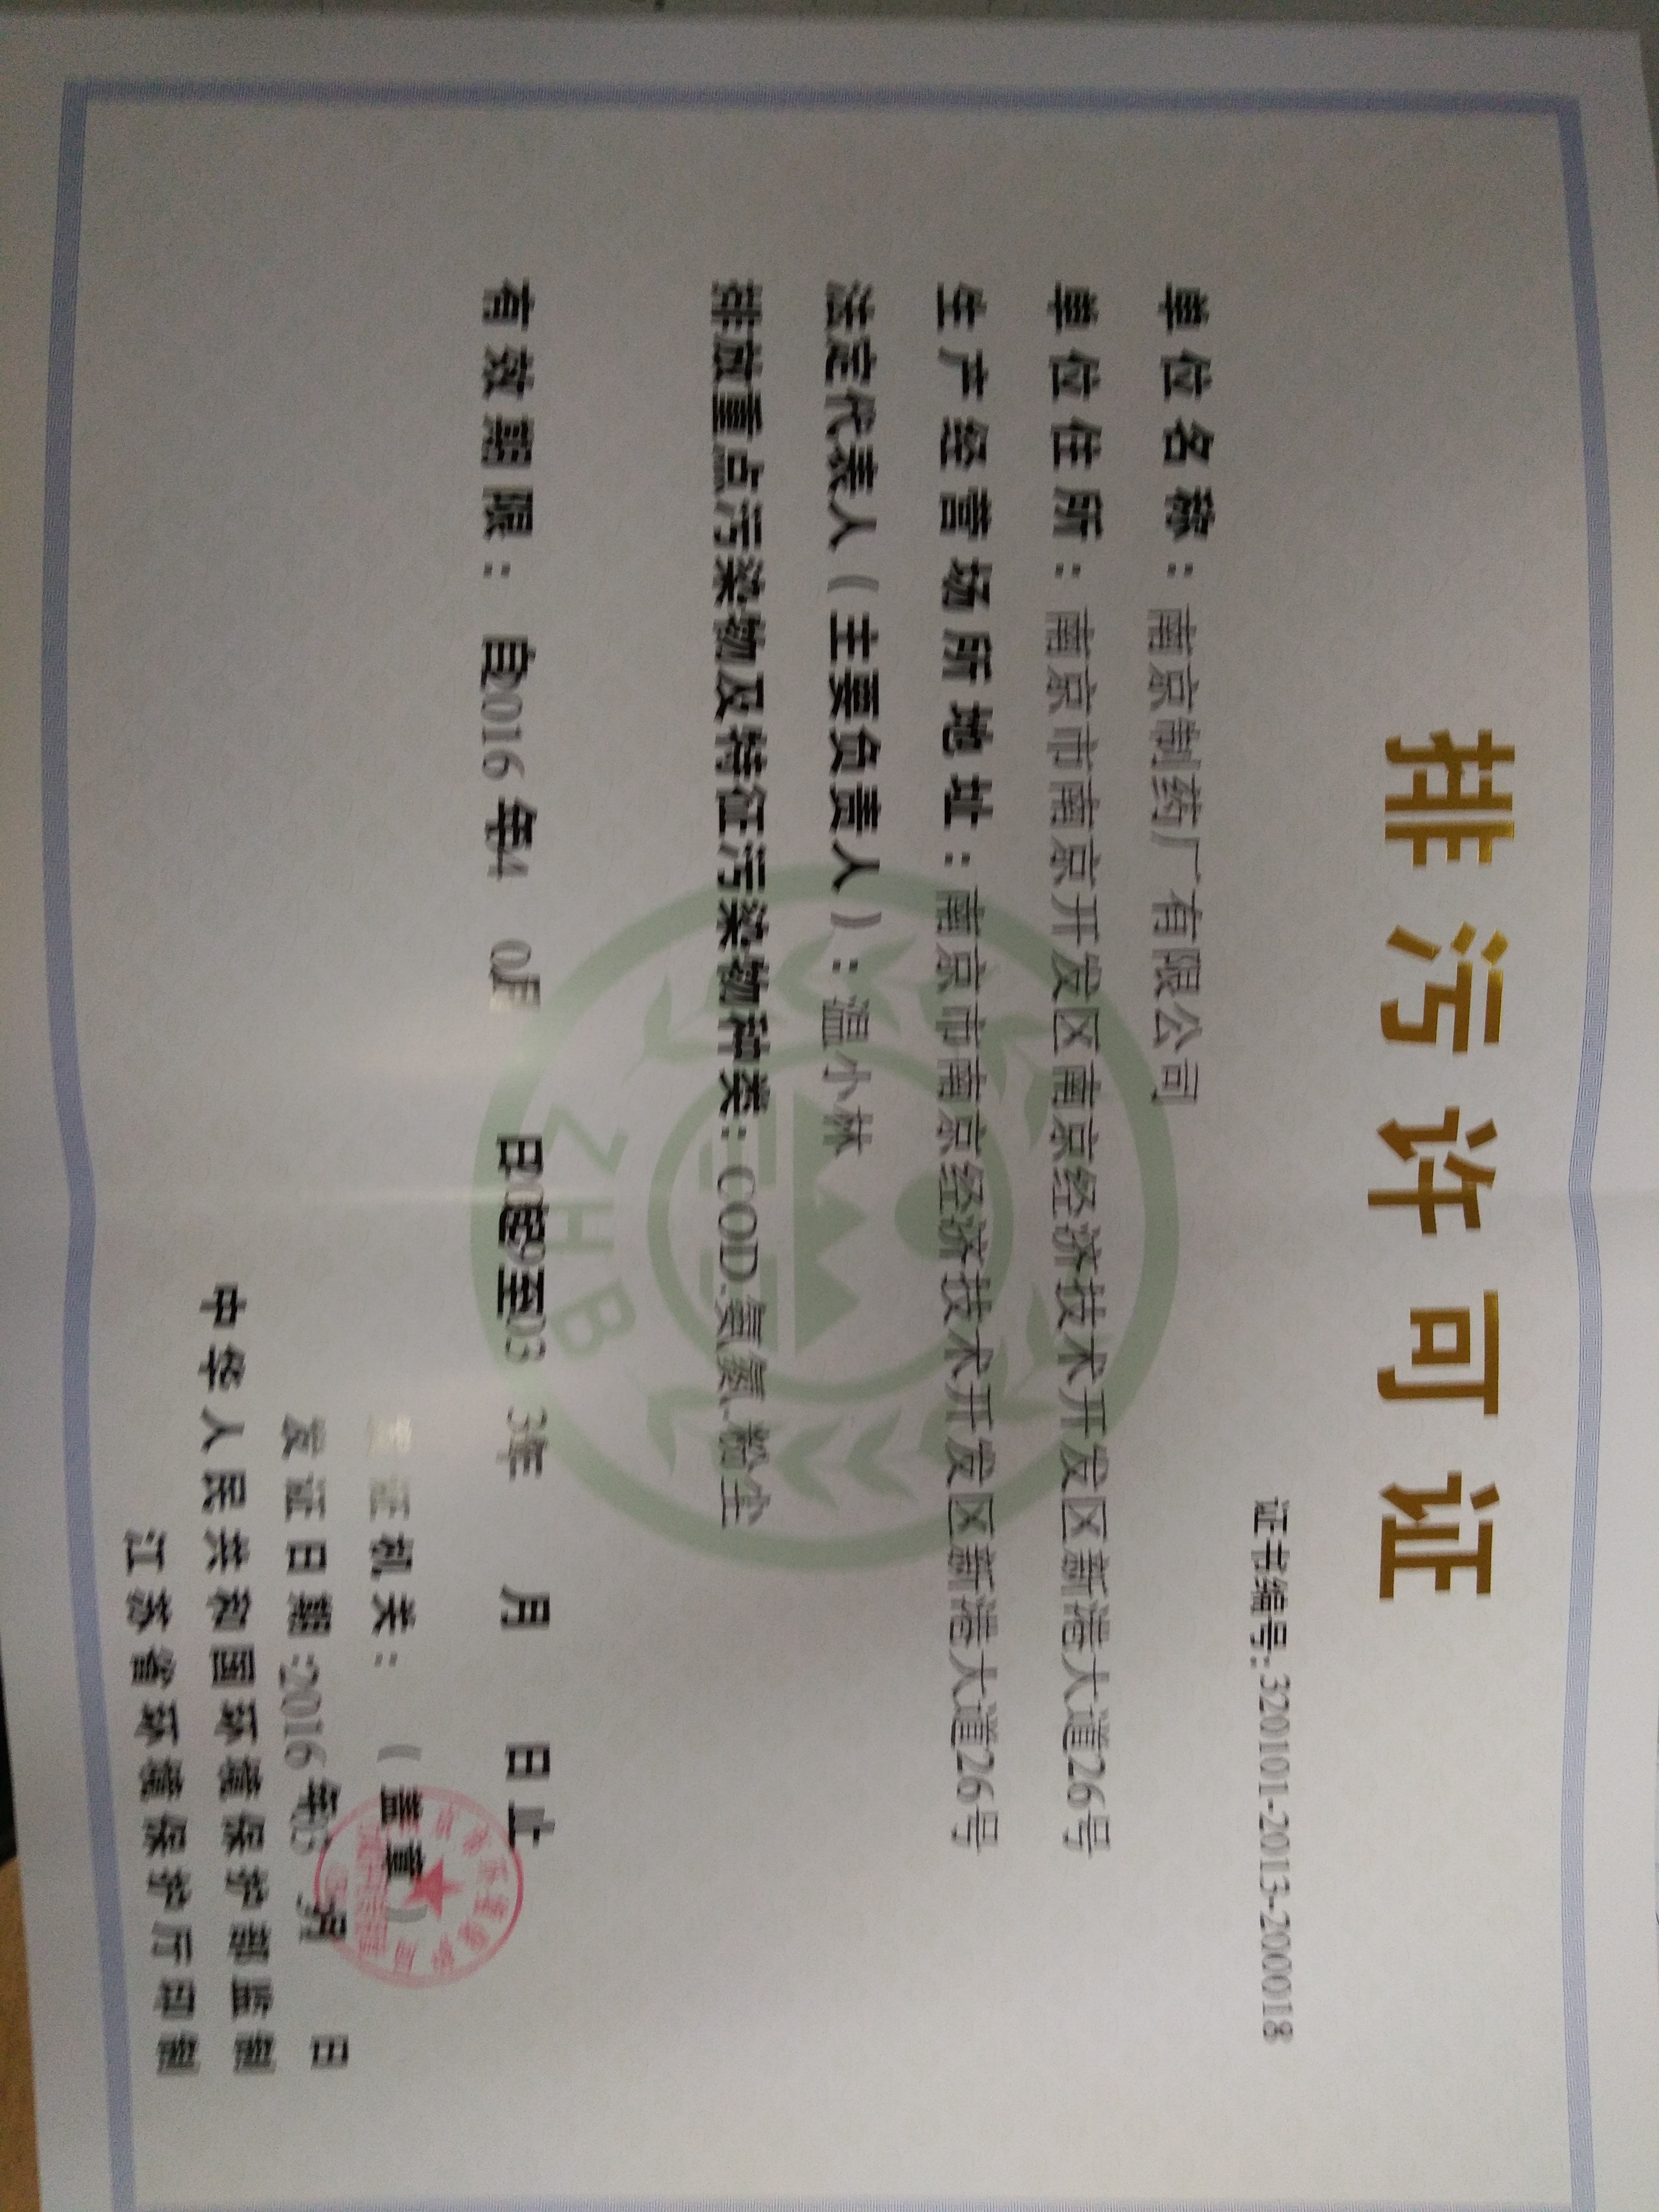 排污许可证
证书编号:320101-2013-2000018
单位名称：南京制药厂有限公司
单位住所：南京市南京开发区南京经济技术开发区新港大道26号
生产经营场所地址：南京市南京经济技术开发区新港大道26号
法定代表人（主要负责人）：温小林
排放重点污染物及特征污染物种类：COD.氨氮.粉尘
ZHB
有效期限： 自2016年4 0月 日起 至 3年 月 日止
发证机关：（盖章）
发证日期:2016年 月 日
中华人民共和国环境保护部监制
江苏省环境保护厅印制